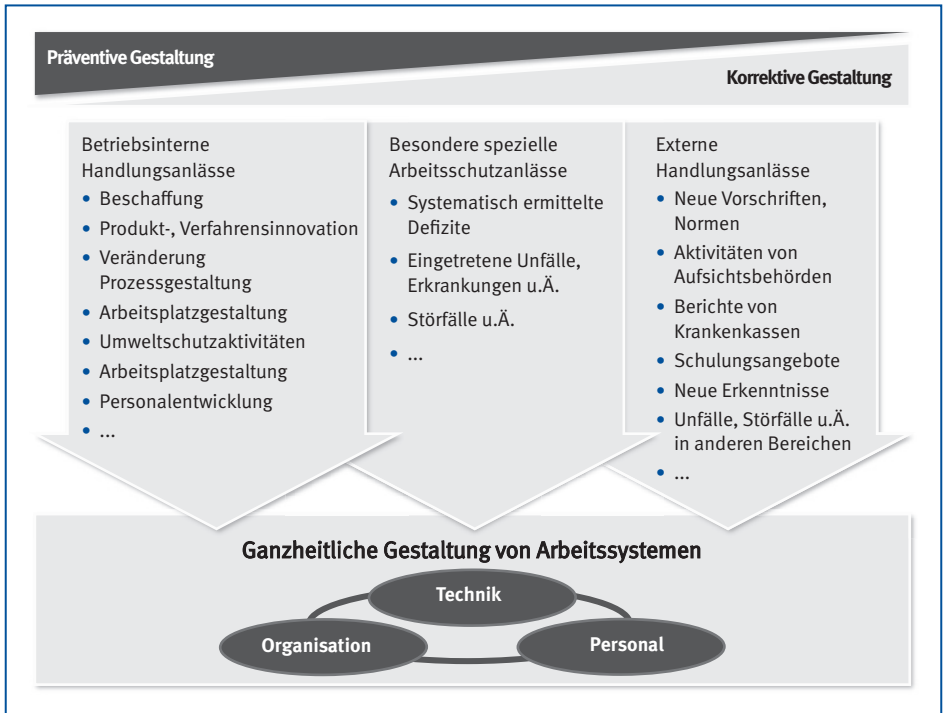 Präventive Gestaltung
Korrektive Gestaltung
Betriebsinterne
Handlungsanlässe
• Beschaffung
• Produkt-, Verfahrensinnovation
• Veränderung
Prozessgestaltung
• Arbeitsplatzgestaltung
• Umweltschutzaktivitäten
• Arbeitsplatzgestaltung
• Personalentwicklung
• ...
Besondere spezielle
Arbeitsschutzanlässe
• Systematisch ermittelte
Defizite
• Eingetretene Unfälle,
Erkrankungen u.Ä.
• Störfälle u.Ä.
• ...
Externe
Handlungsanlässe
• Neue Vorschriften,
Normen
• Aktivitäten von
Aufsichtsbehörden
• Berichte von
Krankenkassen
• Schulungsangebote
• Neue Erkenntnisse
• Unfälle, Störfälle u.Ä.
in anderen Bereichen
• ...
Ganzheitliche Gestaltung von Arbeitssystemen
Technik
Organisation
Personal